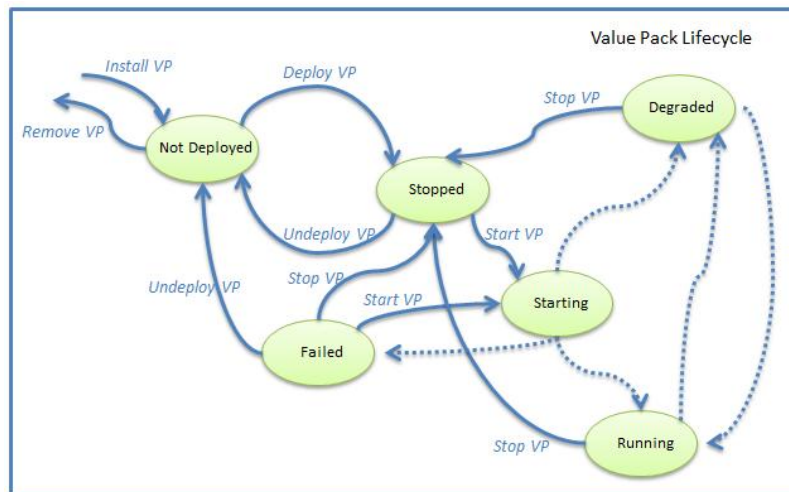 Value Pack Lifecycle
Install VP
Deploy VP
Stop VP
Degraded
Remove VP
Not Deployed
Stopped
Undeploy VP
Start VP
Stop VP
Undeploy VP
Start VP
Starting
Failed
Running
Stop VP